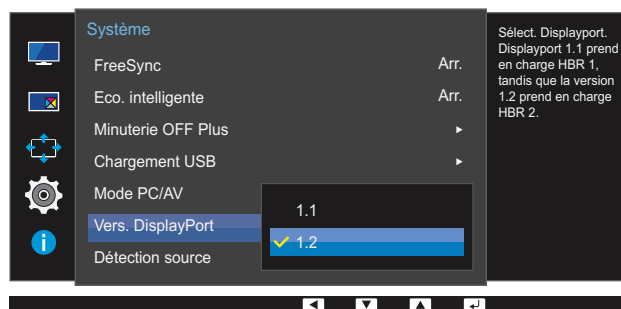 Système
FreeSync Arr.
Eco. intelligente Arr.
Minuterie OFF Plus
Chargement USB
Mode PC/AV
Vers. DisplayPort
Détection source
1.1
1.2
Sélect. Displayport.
Displayport 1.1 prend
en charge HBR 1,
tandis que la version
1.2 prend en charge
HBR 2.